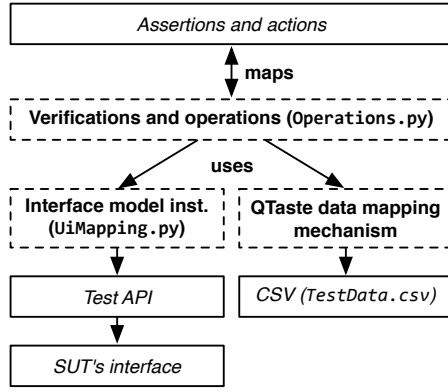 Assertions and actions
maps
Verifications and operations (Operations.py)
uses
Interface model inst.
(UiMapping.py)
QTaste data mapping
mechanism
Test API
CSV (TestData.csv)
SUT's interface